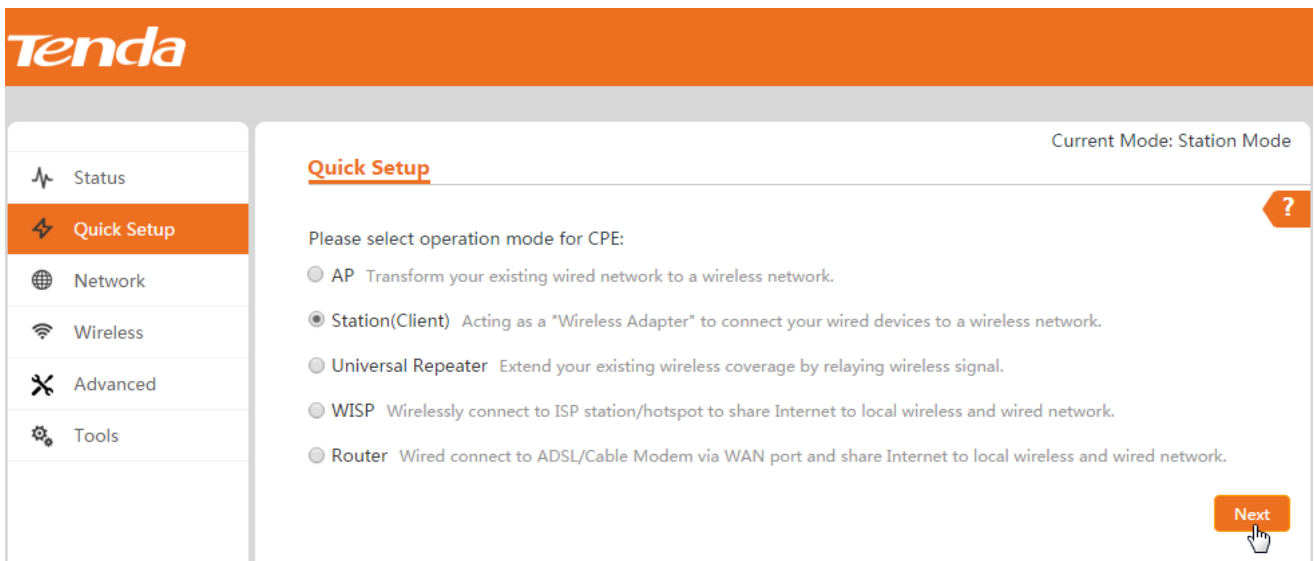 Tenda
Current Mode: Station Mode
Status
Quick Setup
Network
Wireless
Advanced
Tools
Quick Setup
?
Please select operation mode for CPE:
AP Transform your existing wired network to a wireless network.
Station(Client) Acting as a "Wireless Adapter" to connect your wired devices to a wireless network.
Universal Repeater Extend your existing wireless coverage by relaying wireless signal.
WISP Wirelessly connect to ISP station/hotspot to share Internet to local wireless and wired network.
Router Wired connect to ADSL/Cable Modem via WAN port and share Internet to local wireless and wired network.
Next